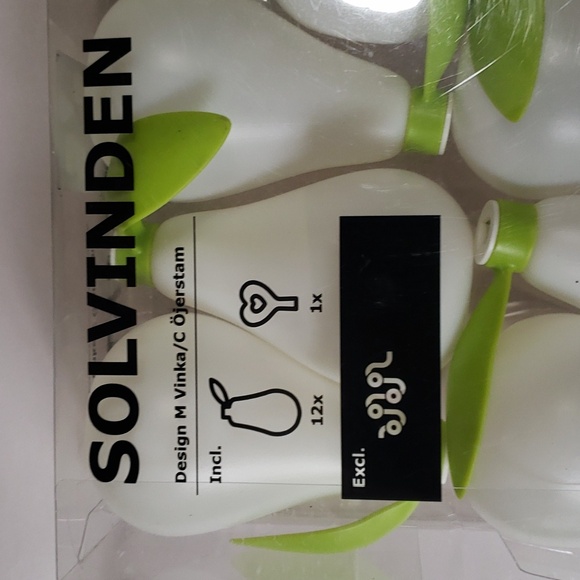 SOLVINDEN
Design M Vinka/C Öjerstam
Incl.
12x 1x
Excl.